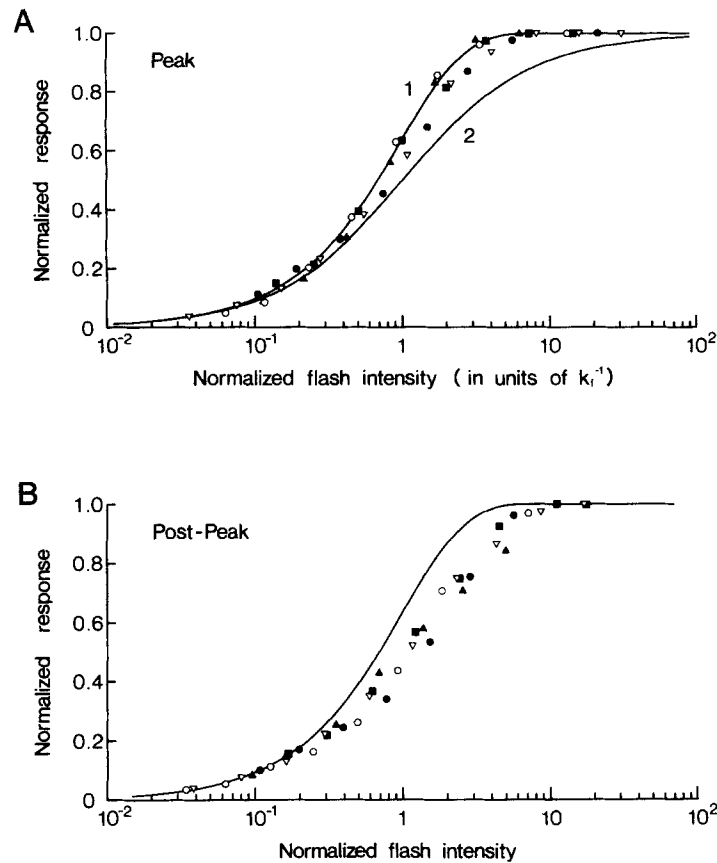 A
Peak
1
2
Normalized response
1.0
0.8
0.6
0.4
0.2
0
10⁻² 10⁻¹ 1 10 10²
Normalized flash intensity ( in units of k_f⁻¹)
B
Post-Peak
Normalized response
1.0
0.8
0.6
0.4
0.2
0
10⁻² 10⁻¹ 1 10 10²
Normalized flash intensity